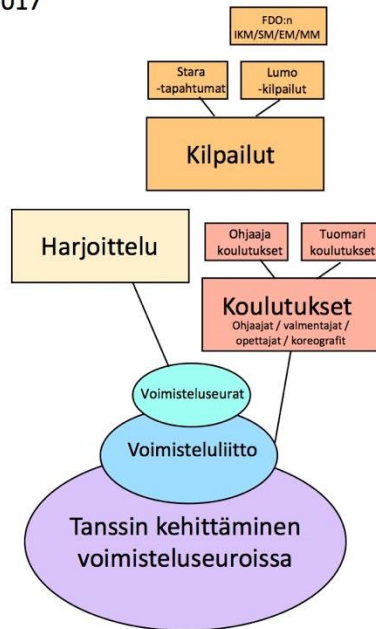 2017
FDO:n
IKM/SM/EM/MM
Stara
-tapahtumat
Lumo
-kilpailut
Kilpailut
Harjoittelu
Ohjaaja
koulutukset
Tuomari
koulutukset
Koulutukset
Ohjaajat / valmentajat /
opettajat / koreografit
Voimisteluseurat
Voimisteluliitto
Tanssin kehittäminen
voimisteluseuroissa